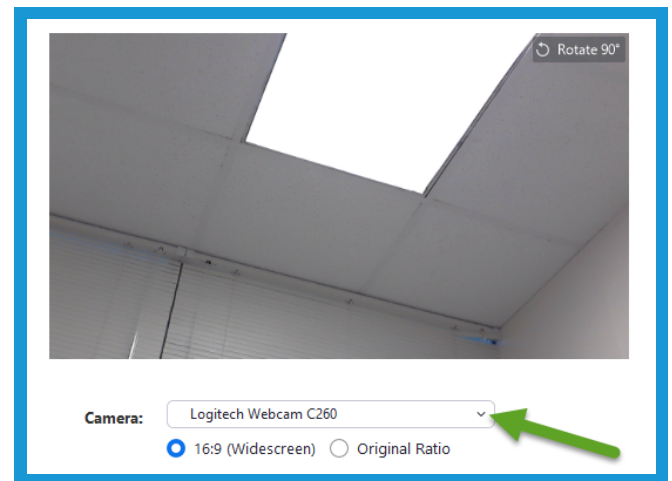 Rotate 90°
Camera: Logitech Webcam C260
16:9 (Widescreen) Original Ratio